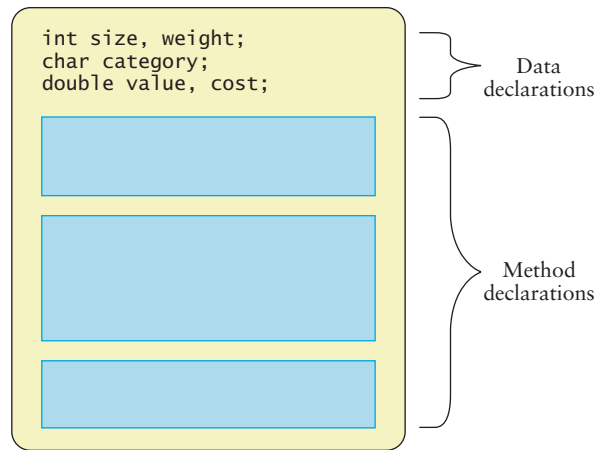 int size, weight;
char category;
double value, cost;
Data
declarations
Method
declarations